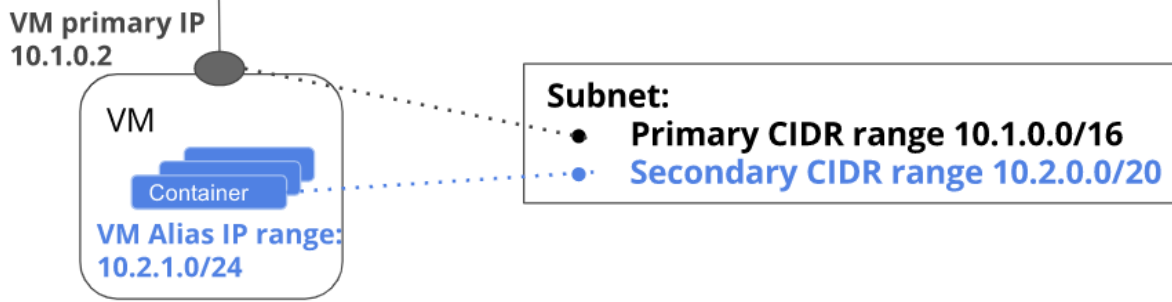 VM primary IP
10.1.0.2
VM
Container
VM Alias IP range:
10.2.1.0/24
Subnet:
Primary CIDR range 10.1.0.0/16
Secondary CIDR range 10.2.0.0/20